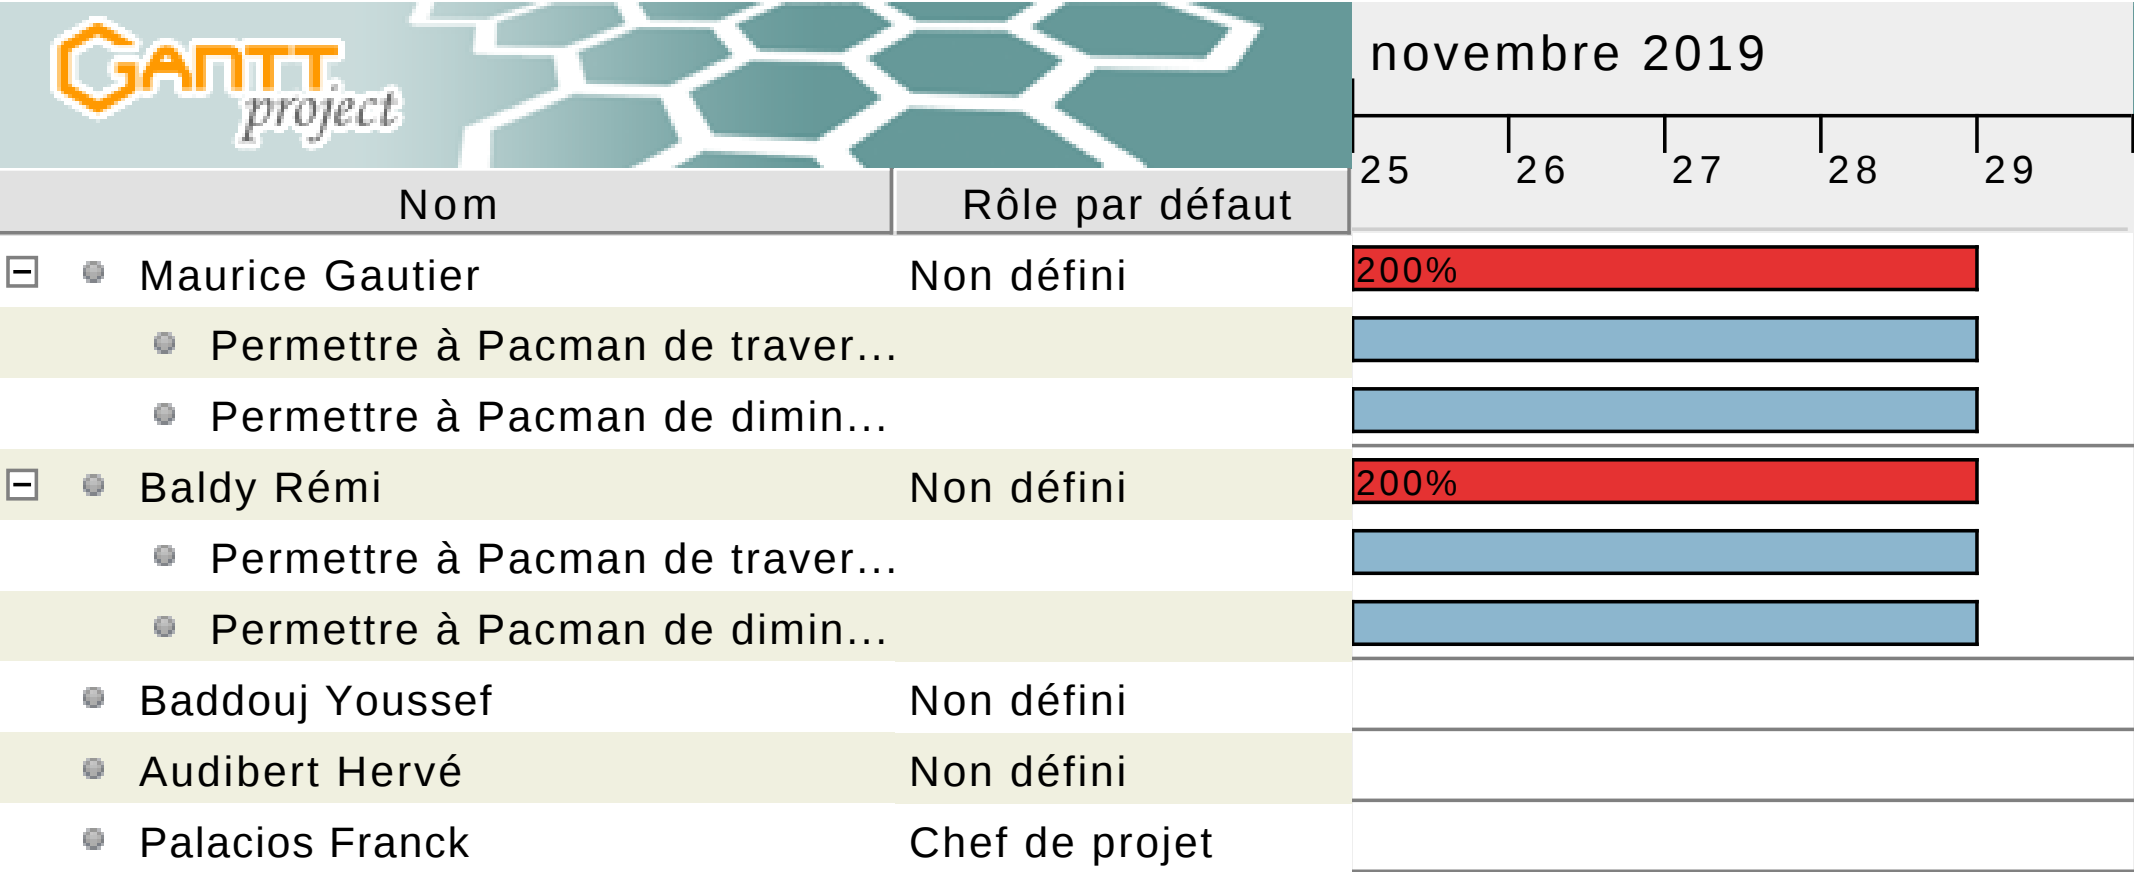 GANTT
project
novembre 2019
25 26 27 28 29
Nom Rôle par défaut
Maurice Gautier Non défini 200%
Permettre à Pacman de traver...
Permettre à Pacman de dimin...
Baldy Rémi Non défini 200%
Permettre à Pacman de traver...
Permettre à Pacman de dimin...
Baddouj Youssef Non défini
Audibert Hervé Non défini
Palacios Franck Chef de projet